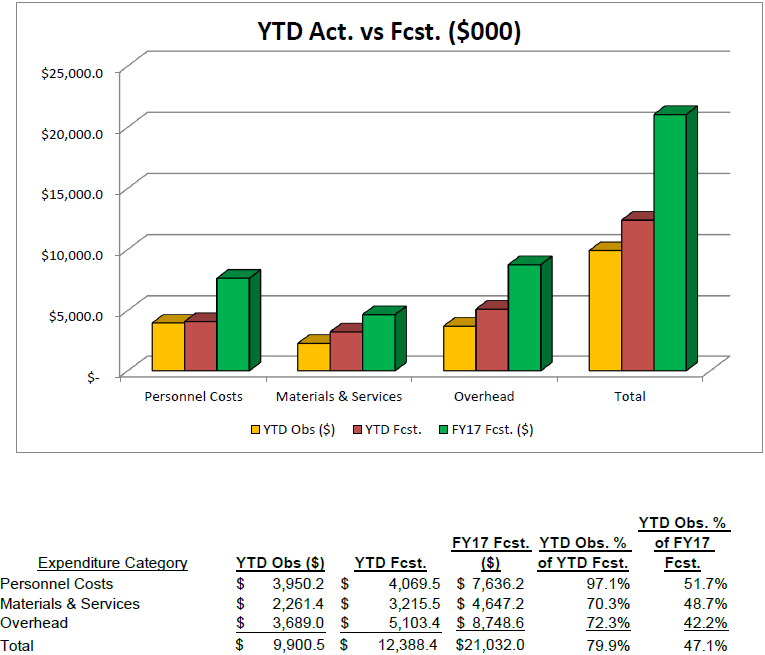 YTD Act. vs Fcst. ($000)
$25,000.0
$20,000.0
$15,000.0
$10,000.0
$5,000.0
$-
Personnel Costs Materials & Services Overhead Total
YTD Obs ($) YTD Fcst. FY17 Fcst. ($)
YTD Obs. %
FY17 Fcst. YTD Obs. % of FY17
Expenditure Category YTD Obs ($) YTD Fcst. ($) of YTD Fcst. Fcst.
Personnel Costs $ 3,950.2 $ 4,069.5 $ 7,636.2 97.1% 51.7%
Materials & Services $ 2,261.4 $ 3,215.5 $ 4,647.2 70.3% 48.7%
Overhead $ 3,689.0 $ 5,103.4 $ 8,748.6 72.3% 42.2%
Total $ 9,900.5 $ 12,388.4 $21,032.0 79.9% 47.1%